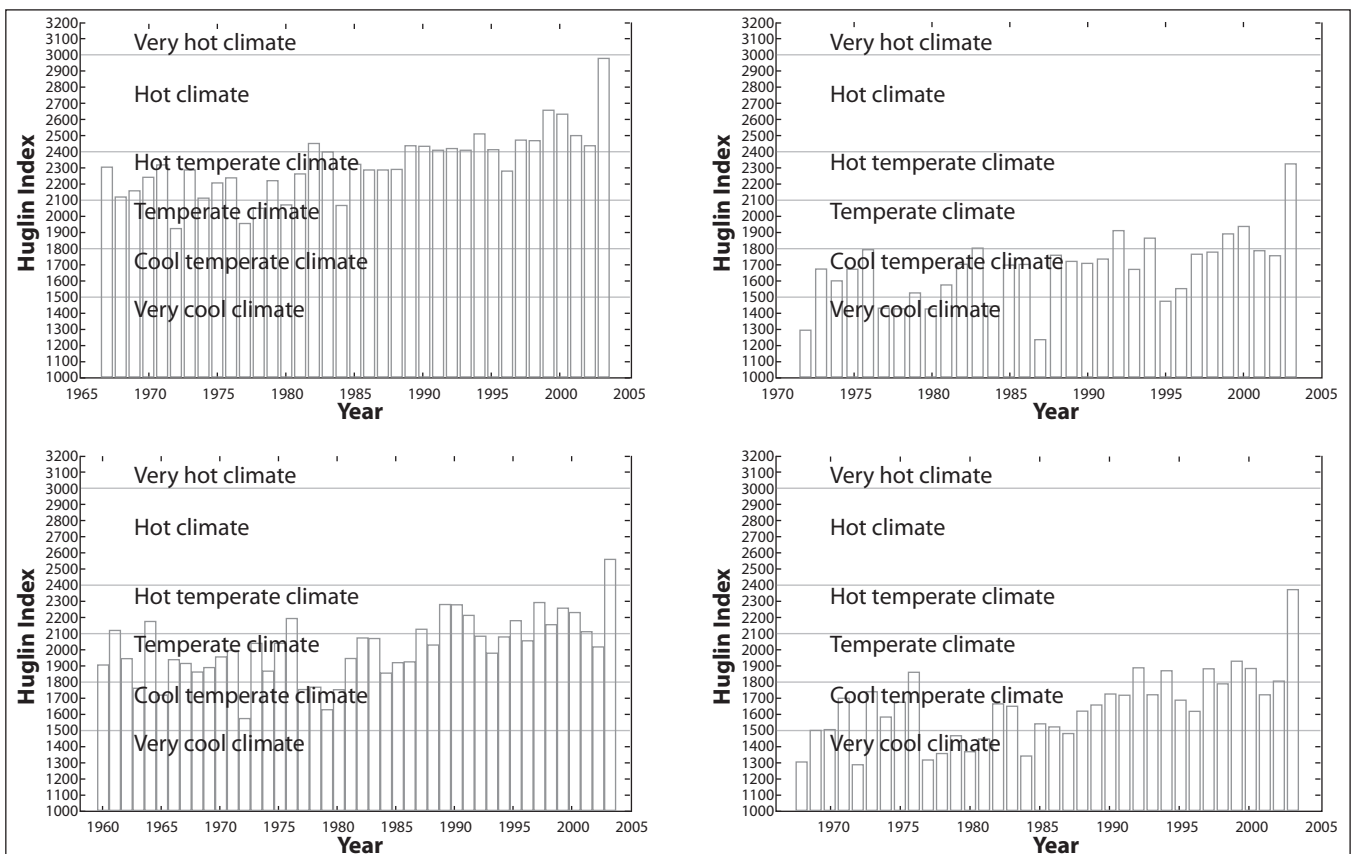 3200
3100
3000
2900
2800
2700
2600
2500
2400
2300
2200
2100
2000
1900
1800
1700
1600
1500
1400
1300
1200
1100
1000
Huglin Index
Very hot climate
Hot climate
Hot temperate climate
Temperate climate
Cool temperate climate
Very cool climate
1965 1970 1975 1980 1985 1990 1995 2000 2005
Year
3200
3100
3000
2900
2800
2700
2600
2500
2400
2300
2200
2100
2000
1900
1800
1700
1600
1500
1400
1300
1200
1100
1000
Huglin Index
Very hot climate
Hot climate
Hot temperate climate
Temperate climate
Cool temperate climate
Very cool climate
1970 1975 1980 1985 1990 1995 2000 2005
Year
3200
3100
3000
2900
2800
2700
2600
2500
2400
2300
2200
2100
2000
1900
1800
1700
1600
1500
1400
1300
1200
1100
1000
Huglin Index
Very hot climate
Hot climate
Hot temperate climate
Temperate climate
Cool temperate climate
Very cool climate
1960 1965 1970 1975 1980 1985 1990 1995 2000 2005
Year
3200
3100
3000
2900
2800
2700
2600
2500
2400
2300
2200
2100
2000
1900
1800
1700
1600
1500
1400
1300
1200
1100
1000
Huglin Index
Very hot climate
Hot climate
Hot temperate climate
Temperate climate
Cool temperate climate
Very cool climate
1970 1975 1980 1985 1990 1995 2000 2005
Year